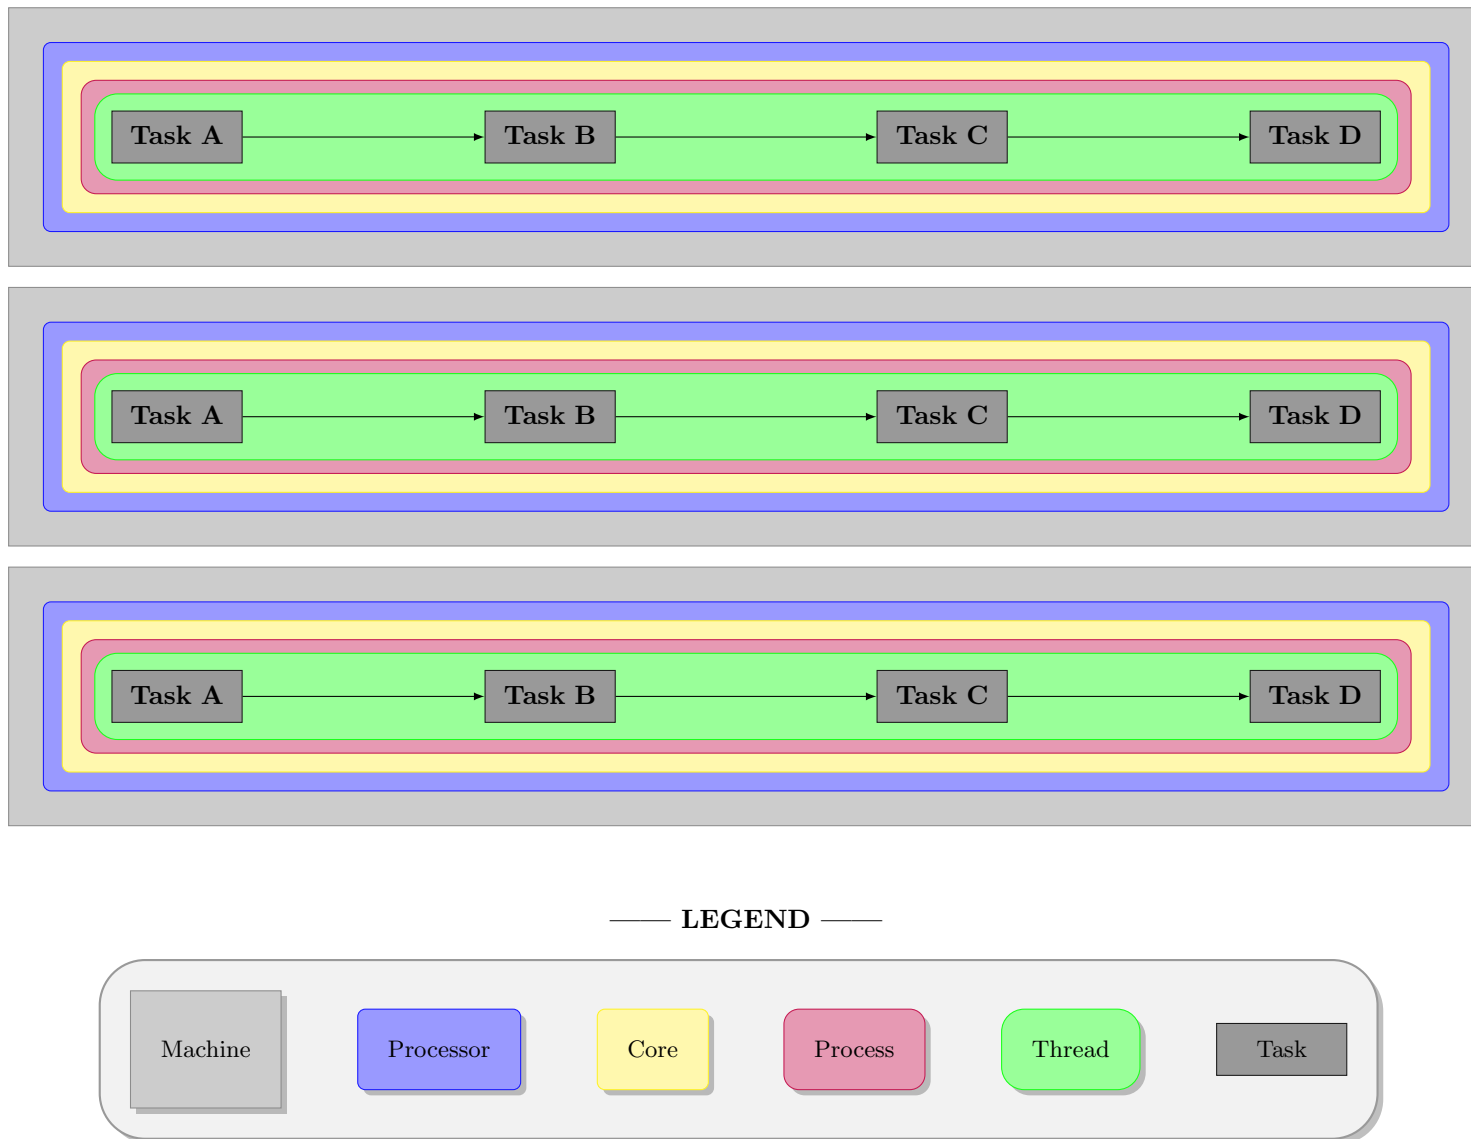 Task A Task B Task C Task D
Task A Task B Task C Task D
Task A Task B Task C Task D
LEGEND
Machine Processor Core Process Thread Task